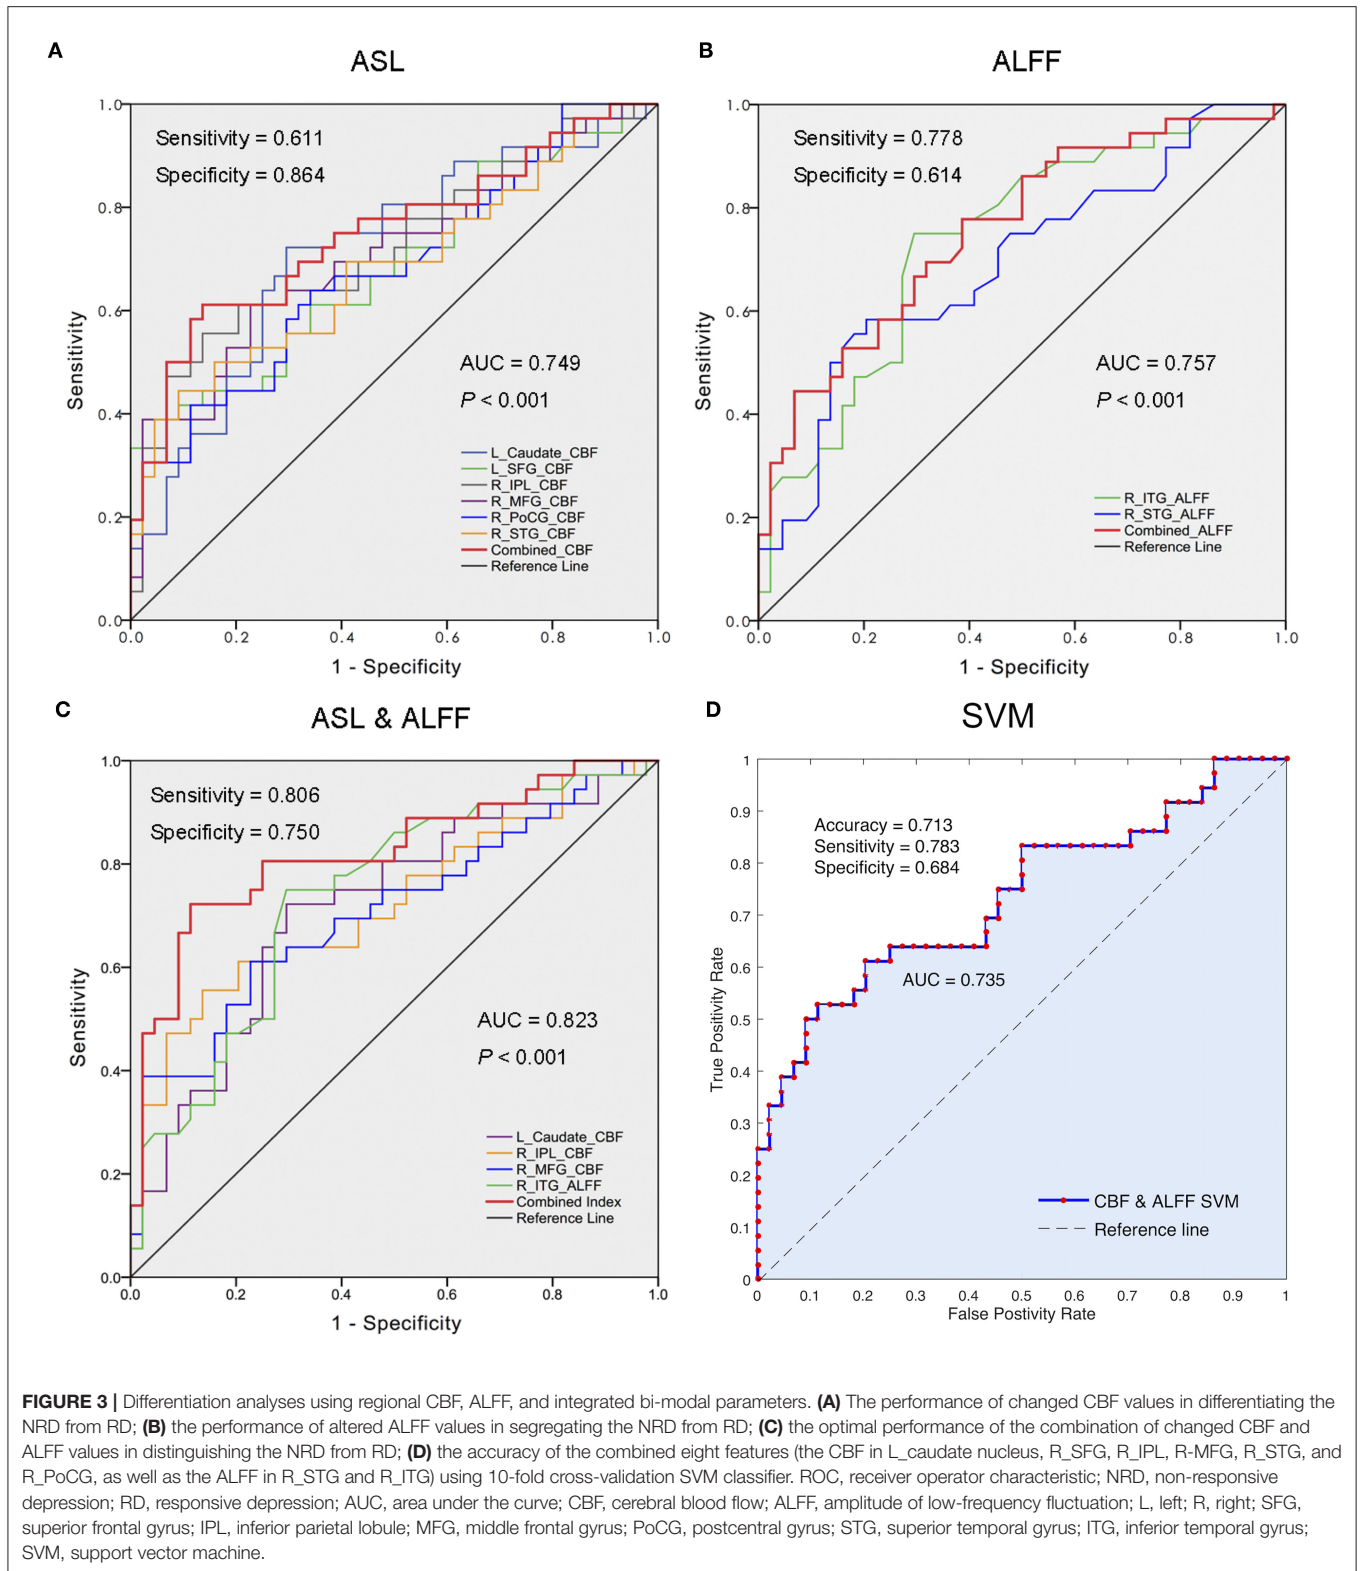 A
ASL
1.0
0.8
0.6
0.4
0.2
0.0
Sensitivity
Sensitivity = 0.611
Specificity = 0.864
AUC = 0.749
P < 0.001
L_Caudate_CBF
L_SFG_CBF
R_IPL_CBF
R_MFG_CBF
R_PoCG_CBF
R_STG_CBF
Combined_CBF
Reference Line
0.0 0.2 0.4 0.6 0.8 1.0
1 - Specificity
B
ALFF
1.0
0.8
0.6
0.4
0.2
0.0
Sensitivity
Sensitivity = 0.778
Specificity = 0.614
AUC = 0.757
P < 0.001
R_ITG_ALFF
R_STG_ALFF
Combined_ALFF
Reference Line
0.0 0.2 0.4 0.6 0.8 1.0
1 - Specificity
C
ASL & ALFF
1.0
0.8
0.6
0.4
0.2
0.0
Sensitivity
Sensitivity = 0.806
Specificity = 0.750
AUC = 0.823
P < 0.001
L_Caudate_CBF
R_IPL_CBF
R_MFG_CBF
R_ITG_ALFF
Combined Index
Reference Line
0.0 0.2 0.4 0.6 0.8 1.0
1 - Specificity
D
SVM
1
0.9
0.8
0.7
0.6
0.5
0.4
0.3
0.2
0.1
0
True Positivity Rate
Accuracy = 0.713
Sensitivity = 0.783
Specificity = 0.684
AUC = 0.735
CBF & ALFF SVM
Reference line
0 0.1 0.2 0.3 0.4 0.5 0.6 0.7 0.8 0.9 1
False Postivity Rate
FIGURE 3 | Differentiation analyses using regional CBF, ALFF, and integrated bi-modal parameters. (A) The performance of changed CBF values in differentiating the
NRD from RD; (B) the performance of altered ALFF values in segregating the NRD from RD; (C) the optimal performance of the combination of changed CBF and
ALFF values in distinguishing the NRD from RD; (D) the accuracy of the combined eight features (the CBF in L_caudate nucleus, R_SFG, R_IPL, R-MFG, R_STG, and
R_PoCG, as well as the ALFF in R_STG and R_ITG) using 10-fold cross-validation SVM classifier. ROC, receiver operator characteristic; NRD, non-responsive
depression; RD, responsive depression; AUC, area under the curve; CBF, cerebral blood flow; ALFF, amplitude of low-frequency fluctuation; L, left; R, right; SFG,
superior frontal gyrus; IPL, inferior parietal lobule; MFG, middle frontal gyrus; PoCG, postcentral gyrus; STG, superior temporal gyrus; ITG, inferior temporal gyrus;
SVM, support vector machine.